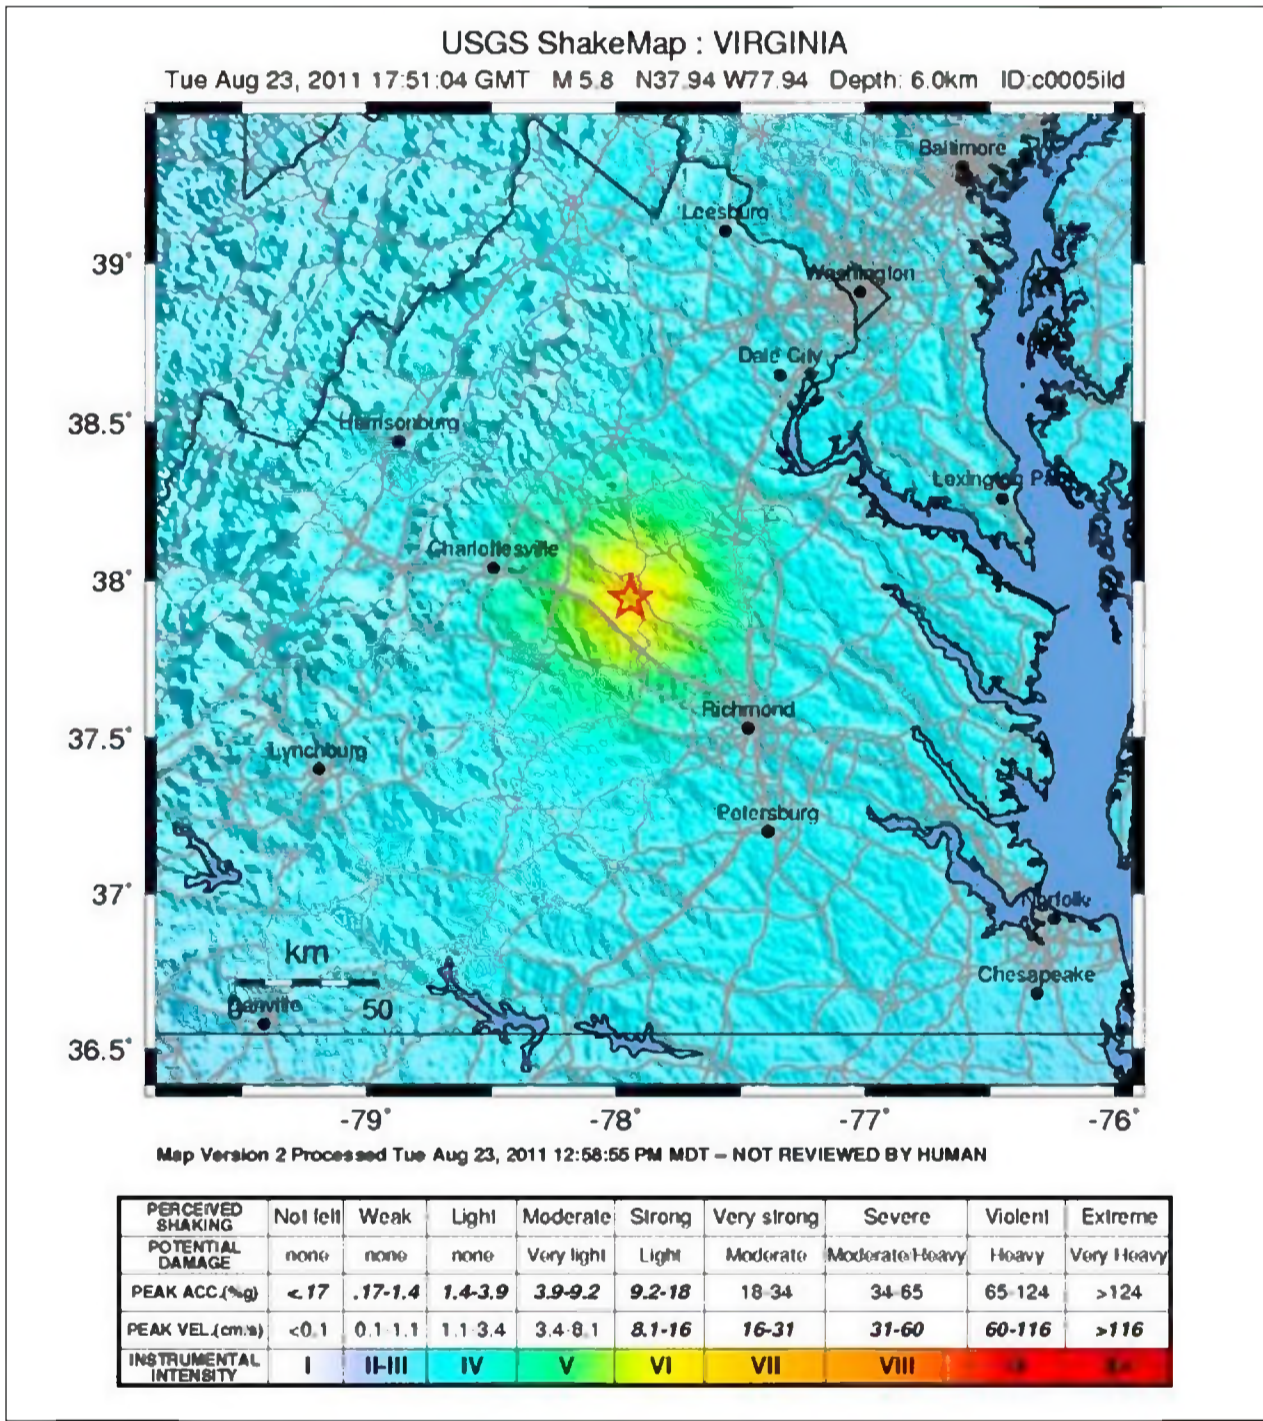 USGS ShakeMap : VIRGINIA
Tue Aug 23, 2011 17:51:04 GMT M 5.8 N37.94 W77.94 Depth: 6.0km ID:c0005ild
Baltimore
Leesburg
39°
Washington
Dale City
38.5°
Harrisonburg
Lexington Pa
Charlottesville
38°
Richmond
37.5°
Lynchburg
Petersburg
37°
Norfolk
km
Chesapeake
0 50
Danville
36.5°
-79° -78° -77° -76°
Map Version 2 Processed Tue Aug 23, 2011 12:58:55 PM MDT – NOT REVIEWED BY HUMAN
PERCEIVED SHAKING Not felt Weak Light Moderate Strong Very strong Severe Violent Extreme
POTENTIAL DAMAGE none none none Very light Light Moderate Moderate/Heavy Heavy Very Heavy
PEAK ACC.(%g) <.17 .17-1.4 1.4-3.9 3.9-9.2 9.2-18 18-34 34-65 65-124 >124
PEAK VEL.(cm/s) <0.1 0.1-1.1 1.1-3.4 3.4-8.1 8.1-16 16-31 31-60 60-116 >116
INSTRUMENTAL INTENSITY I II-III IV V VI VII VIII